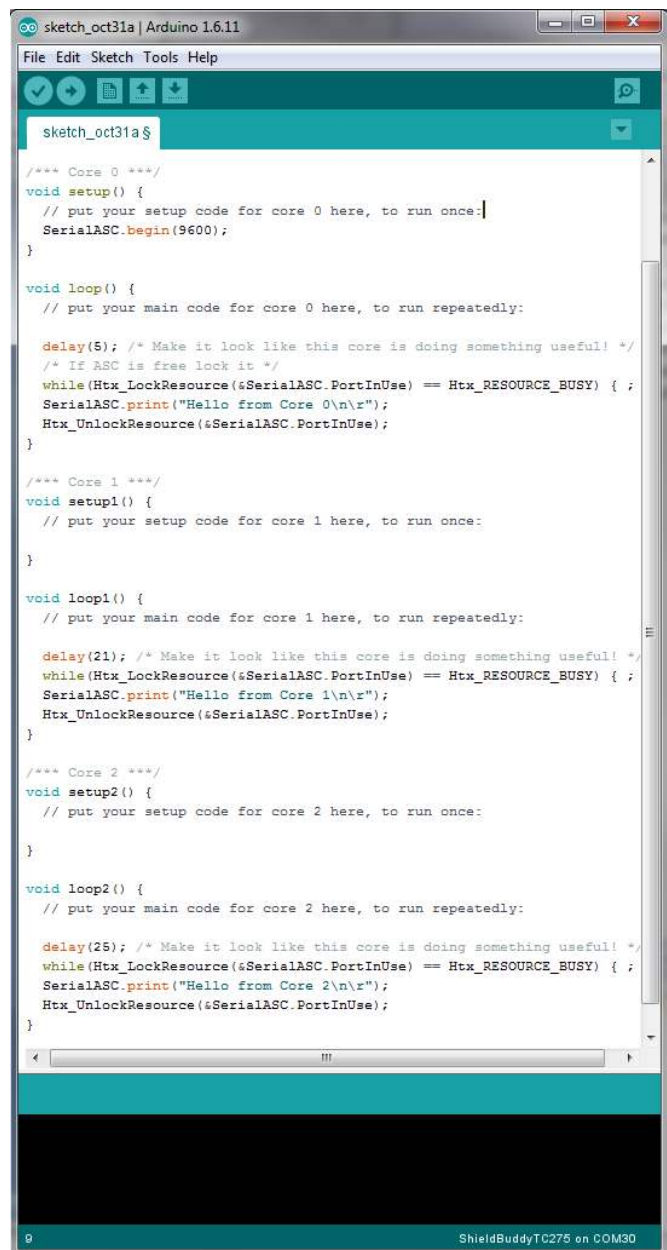 sketch_oct31a | Arduino 1.6.11
File Edit Sketch Tools Help
sketch_oct31a §
/*** Core 0 ***/
void setup() {
  // put your setup code for core 0 here, to run once:
  SerialASC.begin(9600);
}

void loop() {
  // put your main code for core 0 here, to run repeatedly:

  delay(5); /* Make it look like this core is doing something useful! */
  /* If ASC is free lock it */
  while(Htx_LockResource(&SerialASC.PortInUse) == Htx_RESOURCE_BUSY) { ;
  SerialASC.print("Hello from Core 0\n\r");
  Htx_UnlockResource(&SerialASC.PortInUse);
}

/*** Core 1 ***/
void setup1() {
  // put your setup code for core 1 here, to run once:

}

void loop1() {
  // put your main code for core 1 here, to run repeatedly:

  delay(21); /* Make it look like this core is doing something useful! */
  while(Htx_LockResource(&SerialASC.PortInUse) == Htx_RESOURCE_BUSY) { ;
  SerialASC.print("Hello from Core 1\n\r");
  Htx_UnlockResource(&SerialASC.PortInUse);
}

/*** Core 2 ***/
void setup2() {
  // put your setup code for core 2 here, to run once:

}

void loop2() {
  // put your main code for core 2 here, to run repeatedly:

  delay(25); /* Make it look like this core is doing something useful! */
  while(Htx_LockResource(&SerialASC.PortInUse) == Htx_RESOURCE_BUSY) { ;
  SerialASC.print("Hello from Core 2\n\r");
  Htx_UnlockResource(&SerialASC.PortInUse);
}
9 ShieldBuddyTC275 on COM30